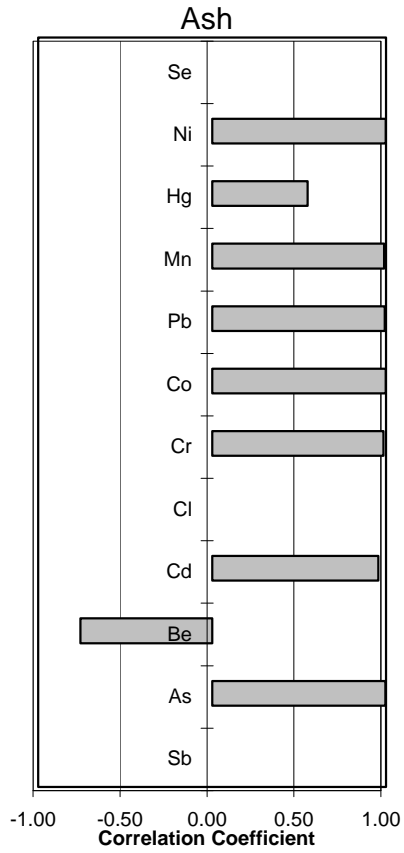 Ash
Se
Ni
Hg
Mn
Pb
Co
Cr
Cl
Cd
Be
As
Sb
-1.00 -0.50 0.00 0.50 1.00
Correlation Coefficient